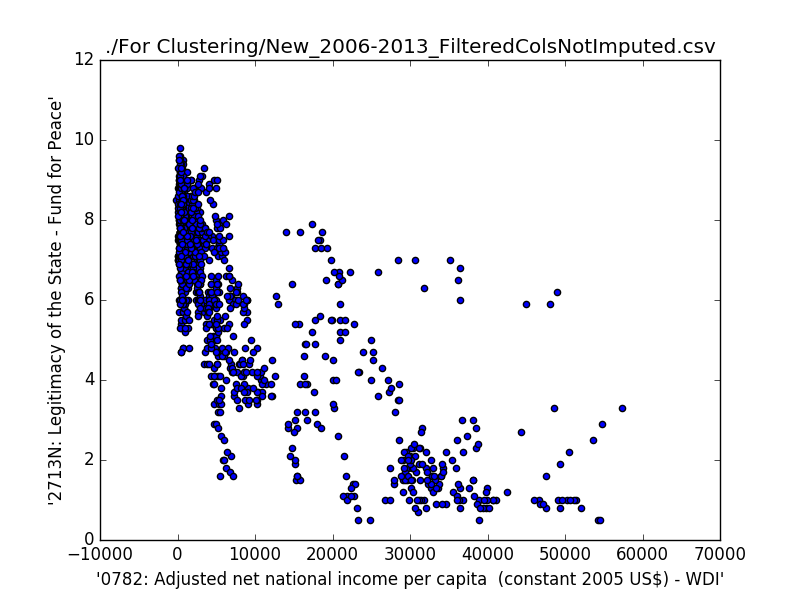 ./For Clustering/New_2006-2013_FilteredColsNotImputed.csv
12
10
8
6
4
2
0
'2713N: Legitimacy of the State - Fund for Peace'
−10000 0 10000 20000 30000 40000 50000 60000 70000
'0782: Adjusted net national income per capita  (constant 2005 US$) - WDI'